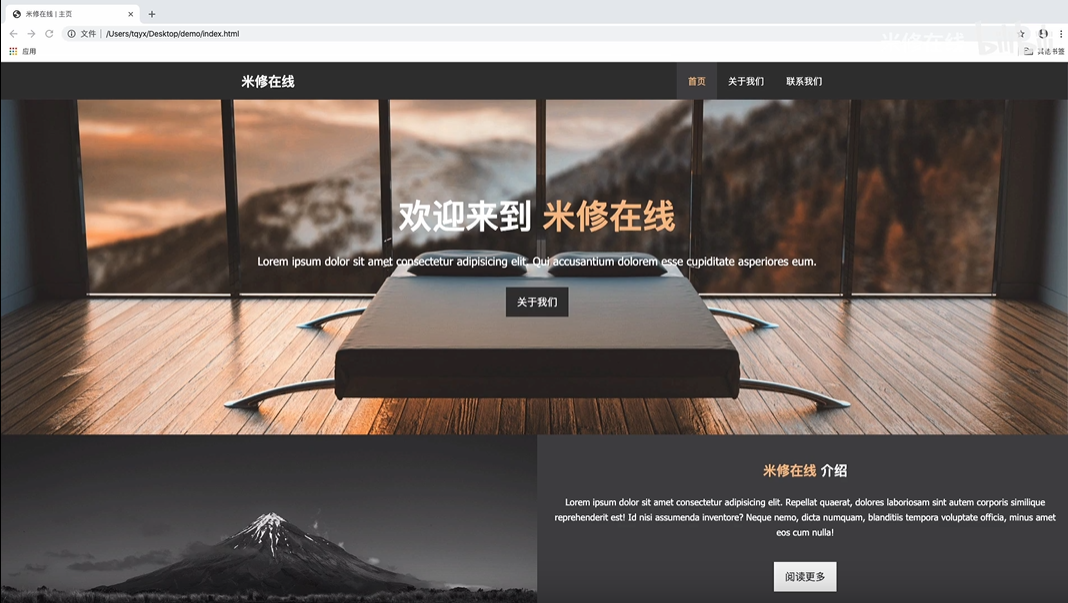 米修在线 | 主页
文件 | /Users/tqyx/Desktop/demo/index.html
应用
其他书签
米修在线
bilibili
米修在线
首页
关于我们
联系我们
欢迎来到 米修在线
Lorem ipsum dolor sit amet consectetur adipisicing elit. Qui accusantium dolorem esse cupiditate asperiores eum.
关于我们
米修在线 介绍
Lorem ipsum dolor sit amet consectetur adipisicing elit. Repellat quaerat, dolores laboriosam sint autem corporis similique
reprehenderit est! Id nisi assumenda inventore? Neque nemo, dicta numquam, blanditiis tempora voluptate officia, minus amet
eos cum nulla!
阅读更多